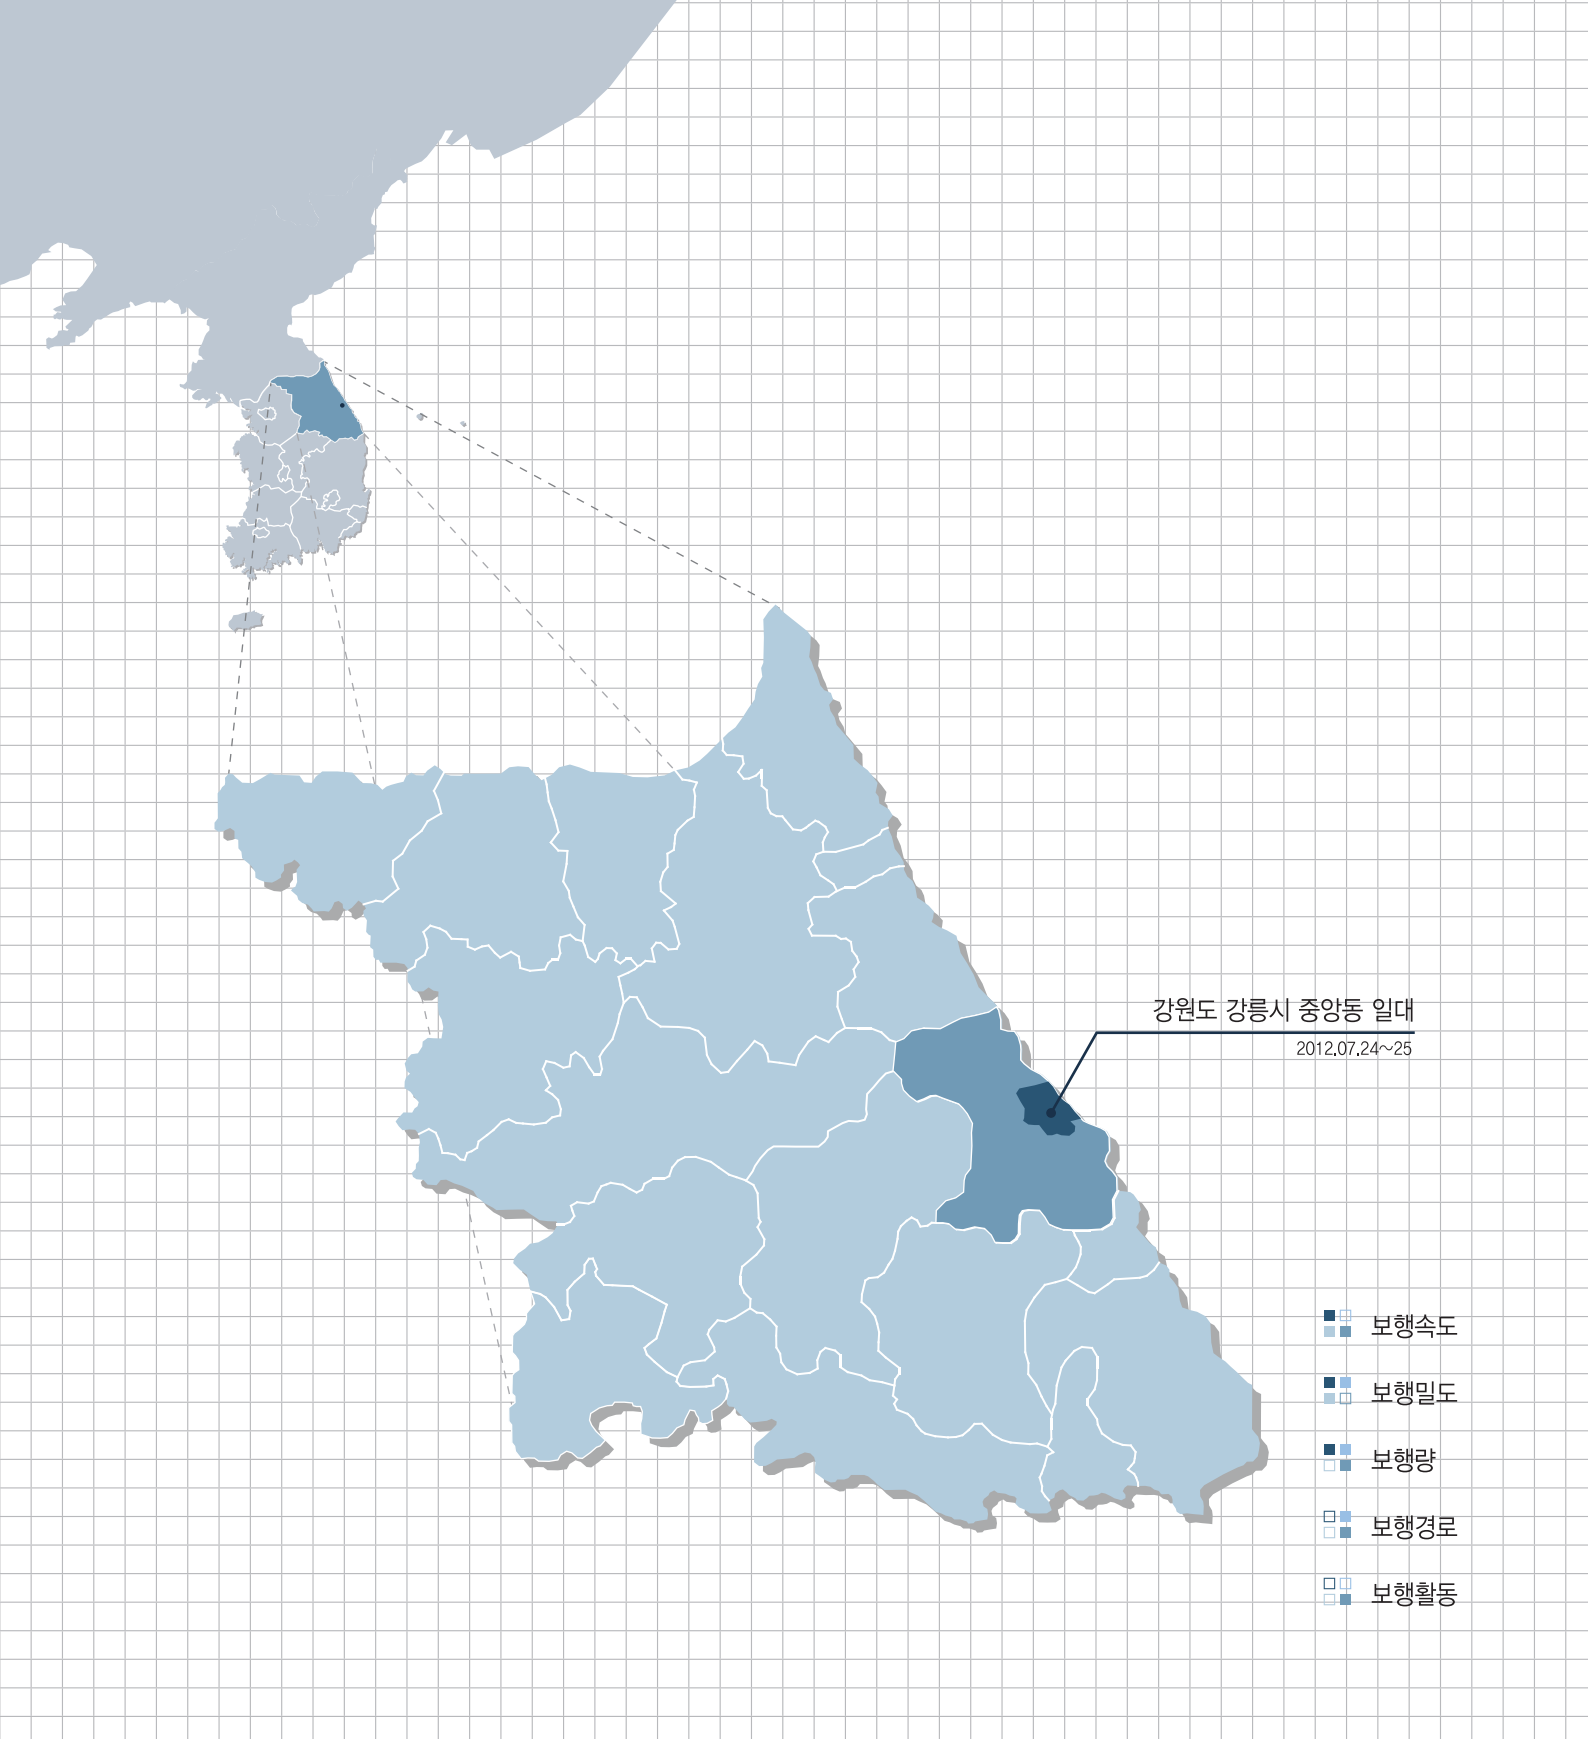 강원도 강릉시 중앙동 일대
2012.07.24~25
보행속도
보행밀도
보행량
보행경로
보행활동